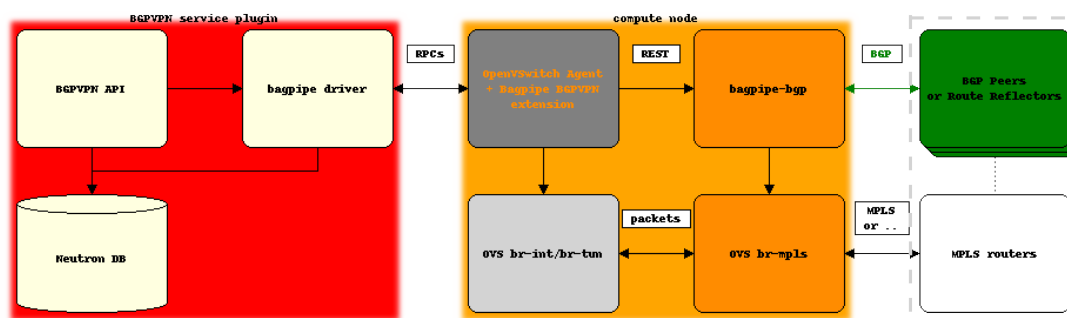 BGPVPN service plugin
compute node
BGPVPN API
bagpipe driver
RPCs
OpenVSwitch Agent
+ Bagpipe BGPVPN
extension
REST
bagpipe-bgp
BGP
BGP Peers
or Route Reflectors
Neutron DB
OVS br-int/br-tun
packets
OVS br-mpls
MPLS
or ..
MPLS routers